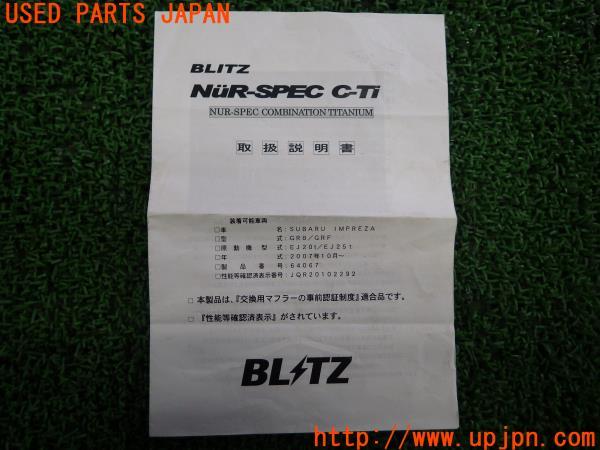 USED PARTS JAPAN
BLITZ
NüR-SPEC C-Ti
NUR-SPEC COMBINATION TITANIUM
取扱説明書
装着可能車両
□車名:SUBARU IMPREZA
□型式:GRB/GRF
□原動機型式:EJ20t/EJ251
□年式:2007年10月~
□製品番号:64067
□性能等確認済表示番号:JQR20102292
□ 本製品は、『交換用マフラーの事前認証制度』適合品です。
□ 『性能等確認済表示』がされています。
BLITZ
UPJ www.upjpn.com